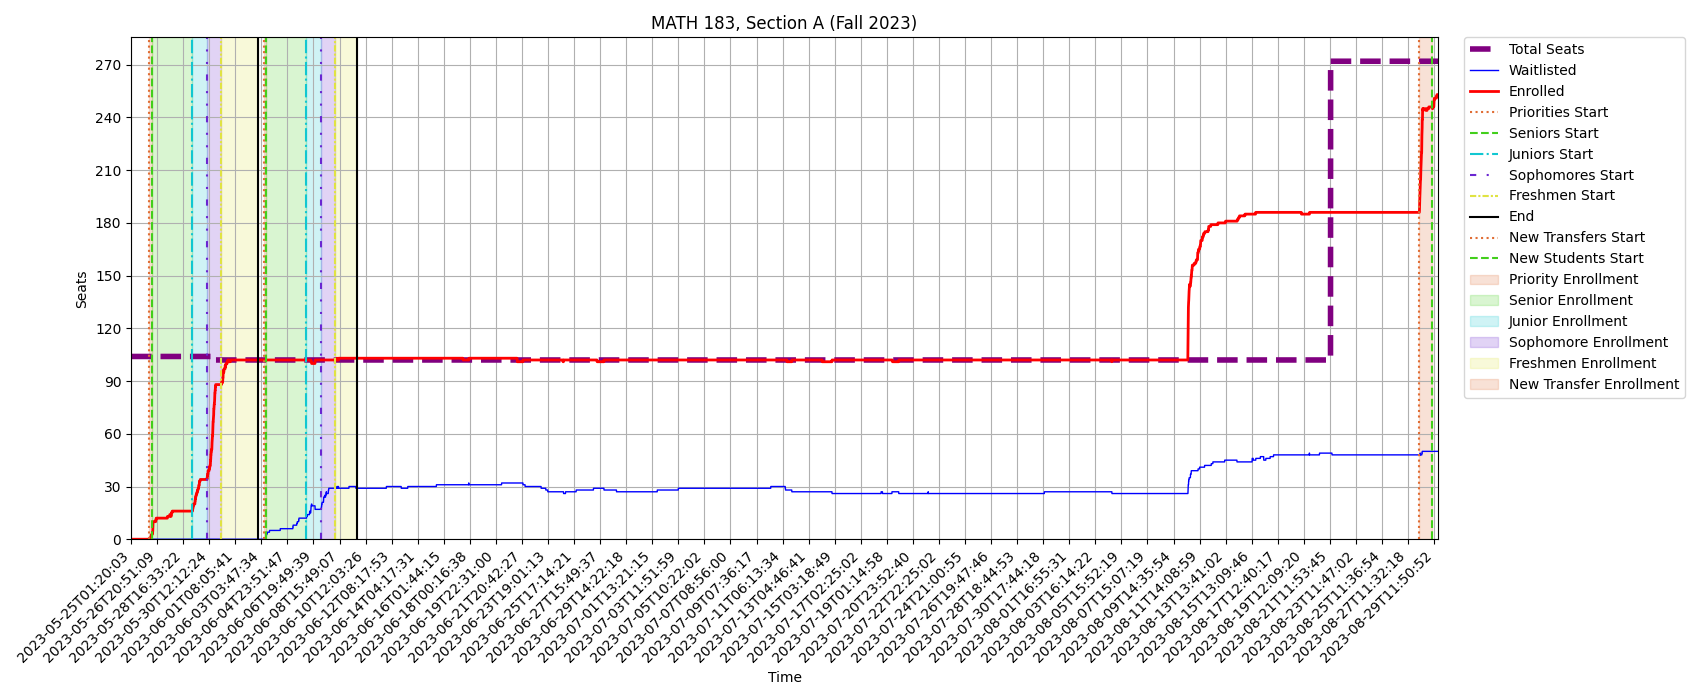 MATH 183, Section A (Fall 2023)
Seats
270
240
210
180
150
120
90
60
30
0
2023-05-25T01:20:03
2023-05-26T20:51:09
2023-05-28T16:33:22
2023-05-30T12:12:24
2023-06-01T08:05:41
2023-06-03T03:47:34
2023-06-04T23:51:47
2023-06-06T19:49:39
2023-06-08T15:49:07
2023-06-10T12:03:26
2023-06-12T08:17:53
2023-06-14T04:17:31
2023-06-16T01:44:15
2023-06-18T00:16:38
2023-06-19T22:31:00
2023-06-21T20:42:27
2023-06-23T19:01:13
2023-06-25T17:14:21
2023-06-27T15:49:37
2023-06-29T14:22:18
2023-07-01T13:21:15
2023-07-03T11:51:59
2023-07-05T10:22:02
2023-07-07T08:56:00
2023-07-09T07:36:17
2023-07-11T06:13:34
2023-07-13T04:46:41
2023-07-15T03:18:49
2023-07-17T02:25:02
2023-07-19T01:14:58
2023-07-20T23:52:40
2023-07-22T22:25:02
2023-07-24T21:00:55
2023-07-26T19:47:46
2023-07-28T18:44:53
2023-07-30T17:44:18
2023-08-01T16:55:31
2023-08-03T16:14:22
2023-08-05T15:52:19
2023-08-07T15:07:19
2023-08-09T14:35:54
2023-08-11T14:08:59
2023-08-13T13:41:02
2023-08-15T13:09:46
2023-08-17T12:40:17
2023-08-19T12:09:20
2023-08-21T11:53:45
2023-08-23T11:47:02
2023-08-25T11:36:54
2023-08-27T11:32:18
2023-08-29T11:50:52
Time
Total Seats
Waitlisted
Enrolled
Priorities Start
Seniors Start
Juniors Start
Sophomores Start
Freshmen Start
End
New Transfers Start
New Students Start
Priority Enrollment
Senior Enrollment
Junior Enrollment
Sophomore Enrollment
Freshmen Enrollment
New Transfer Enrollment